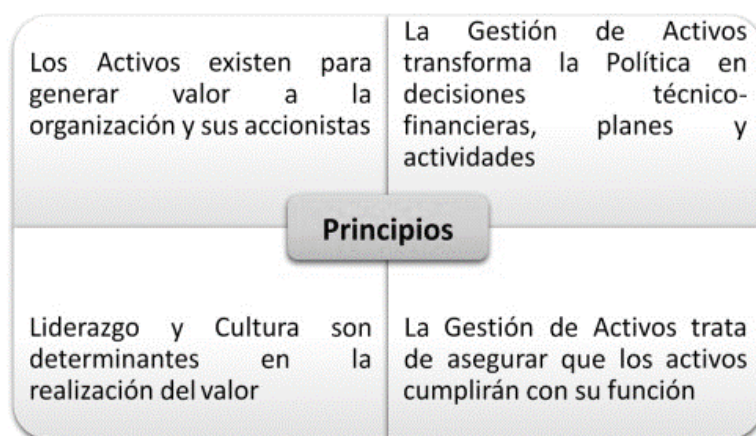 Los Activos existen para
generar valor a la
organización y sus accionistas
La Gestión de Activos
transforma la Política en
decisiones técnico-
financieras, planes y
actividades
Principios
Liderazgo y Cultura son
determinantes en la
realización del valor
La Gestión de Activos trata
de asegurar que los activos
cumplirán con su función